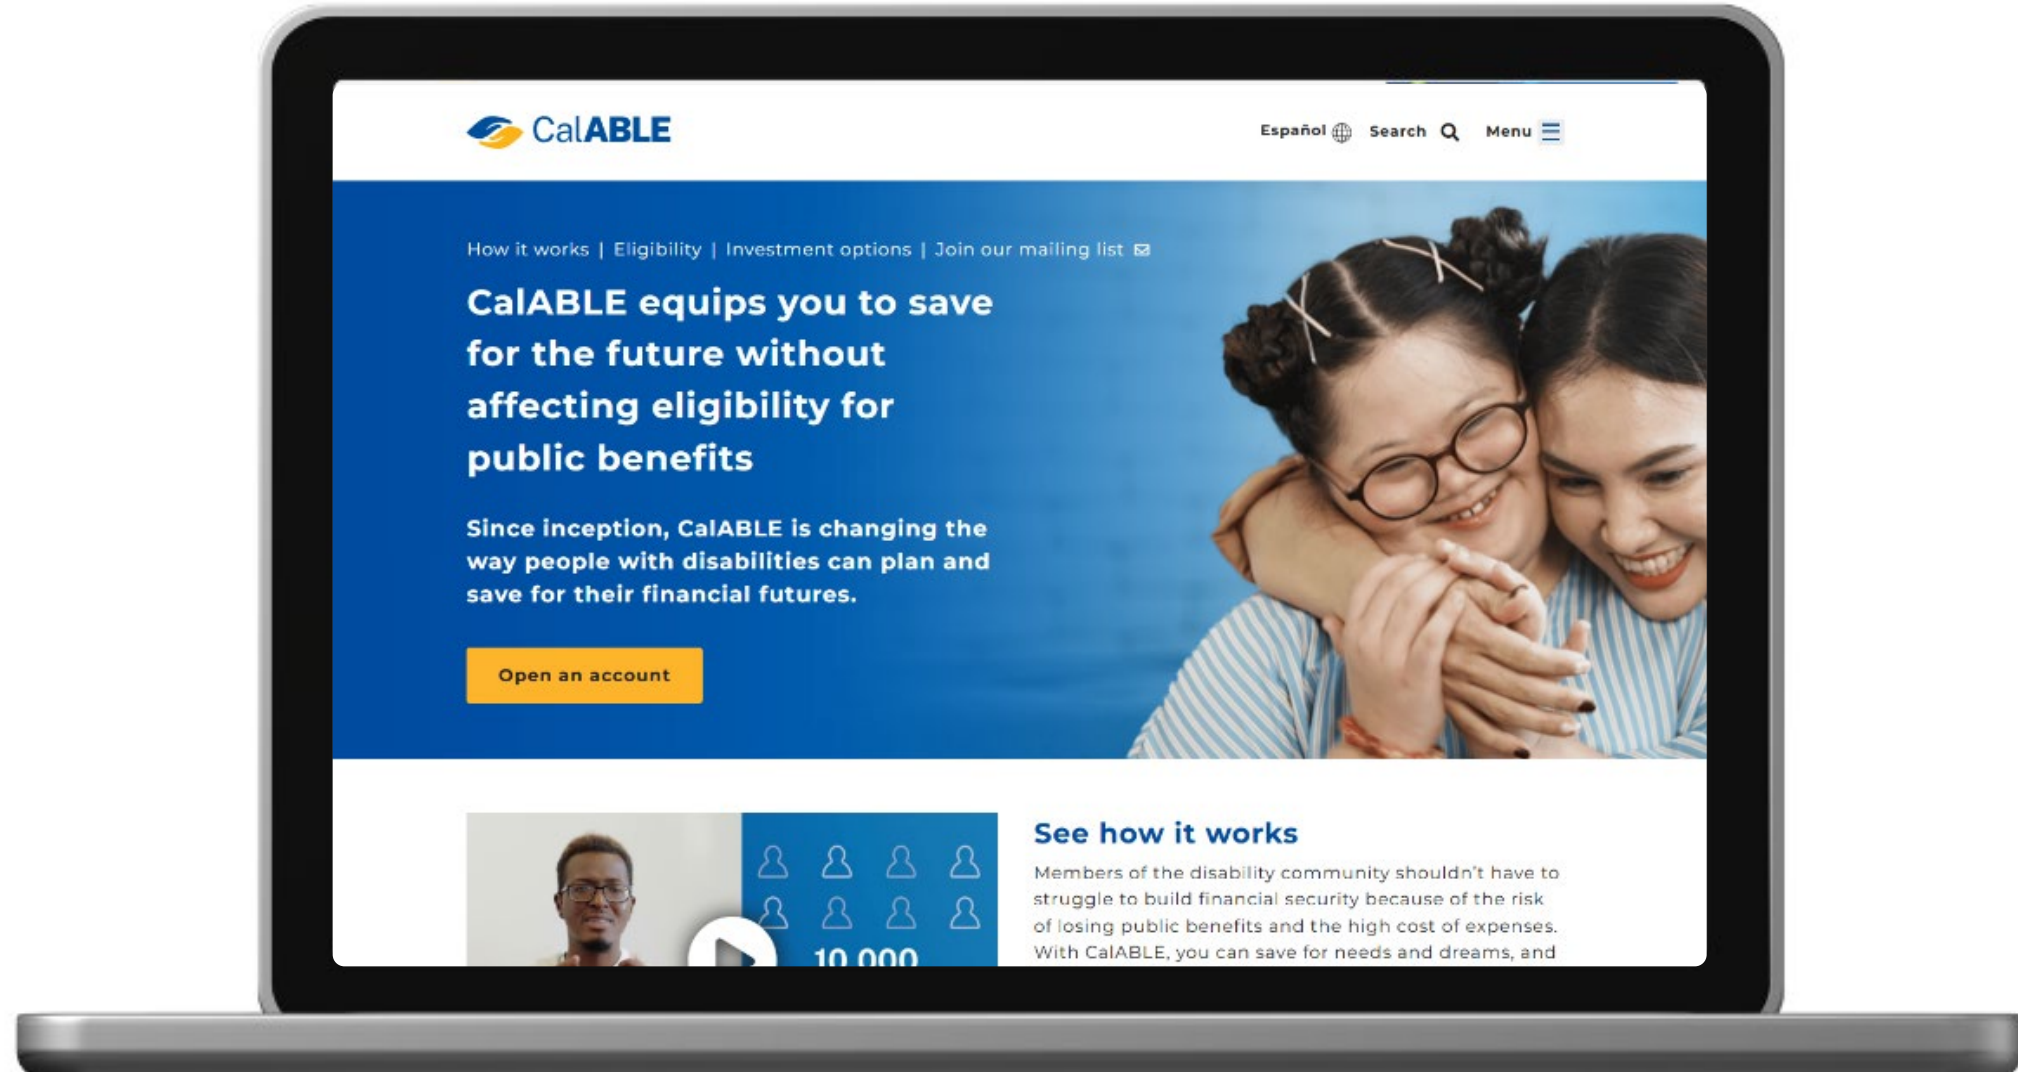 CalABLE
Español Search Menu
How it works | Eligibility | Investment options | Join our mailing list
CalABLE equips you to save
for the future without
affecting eligibility for
public benefits
Since inception, CalABLE is changing the
way people with disabilities can plan and
save for their financial futures.
Open an account
10,000
See how it works
Members of the disability community shouldn't have to
struggle to build financial security because of the risk
of losing public benefits and the high cost of expenses.
With CalABLE, you can save for needs and dreams, and